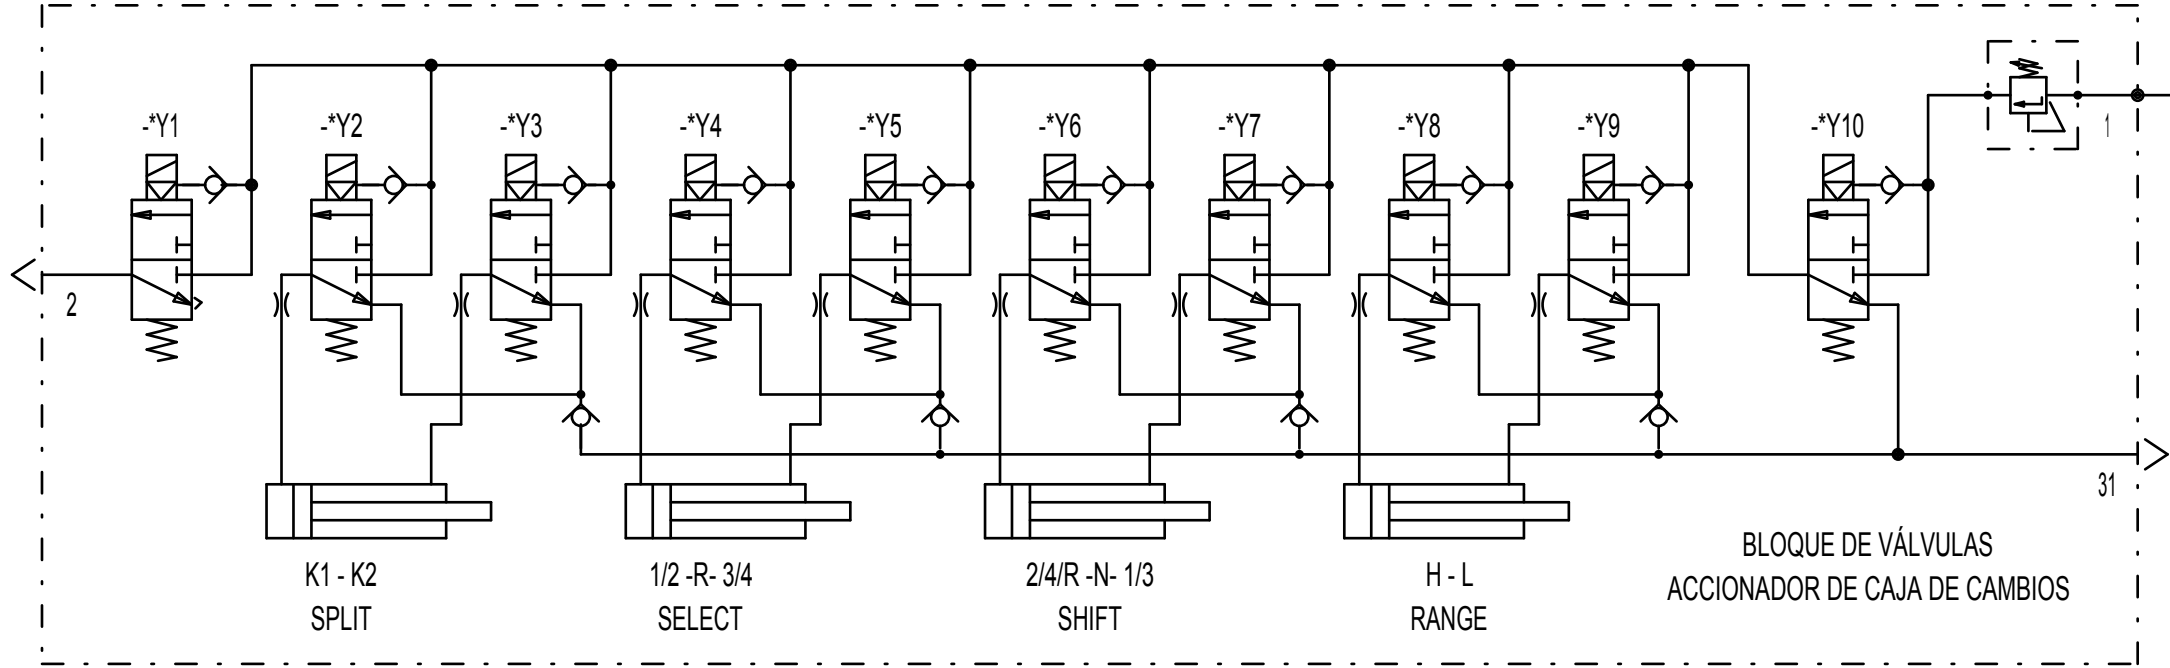 -*Y1
-*Y2
-*Y3
-*Y4
-*Y5
-*Y6
-*Y7
-*Y8
-*Y9
-*Y10
1
2
31
K1 - K2
SPLIT
1/2 -R- 3/4
SELECT
2/4/R -N- 1/3
SHIFT
H - L
RANGE
BLOQUE DE VÁLVULAS
ACCIONADOR DE CAJA DE CAMBIOS